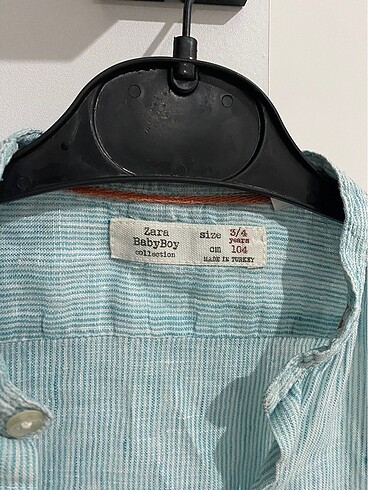 Zara
BabyBoy
collection
size 3/4
years
cm 104
MADE IN TURKEY